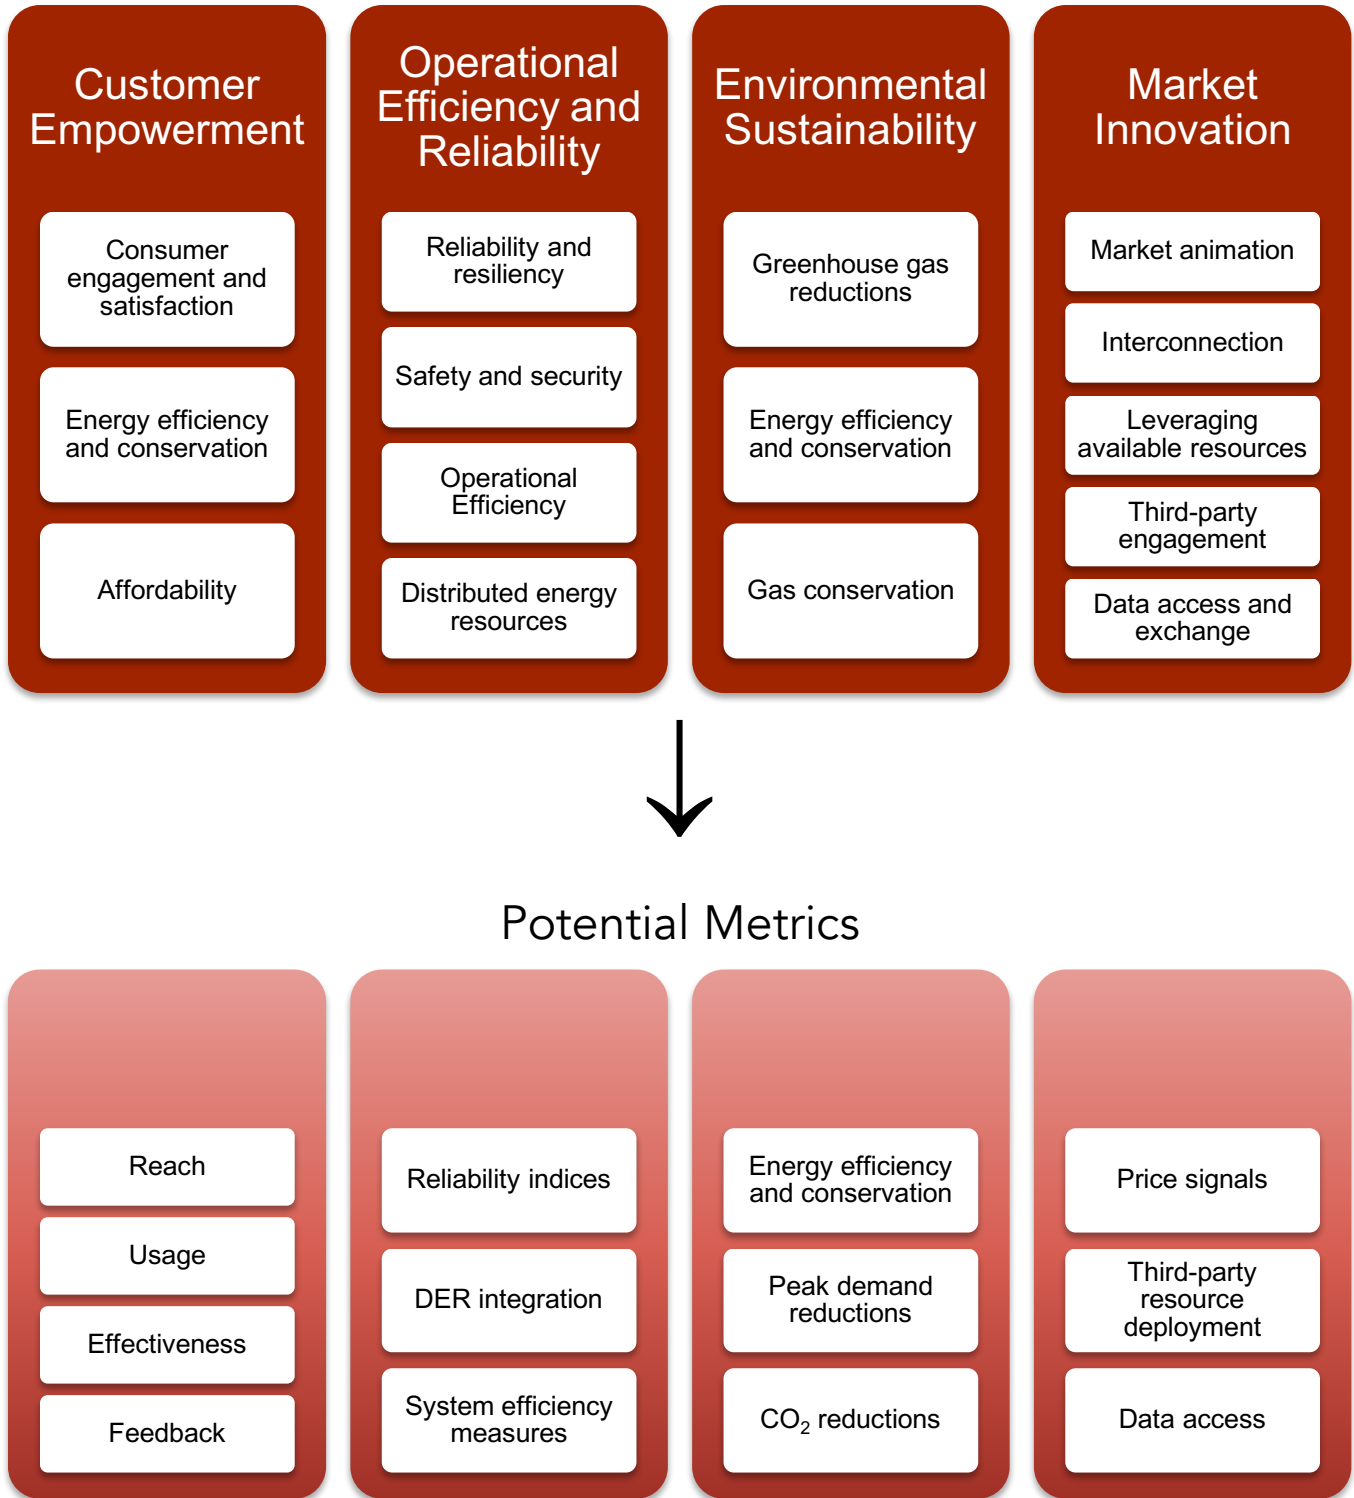 Customer
Empowerment
Consumer
engagement and
satisfaction
Energy efficiency
and conservation
Affordability
Operational
Efficiency and
Reliability
Reliability and
resiliency
Safety and security
Operational
Efficiency
Distributed energy
resources
Environmental
Sustainability
Greenhouse gas
reductions
Energy efficiency
and conservation
Gas conservation
Market
Innovation
Market animation
Interconnection
Leveraging
available resources
Third-party
engagement
Data access and
exchange
Potential Metrics
Reach
Usage
Effectiveness
Feedback
Reliability indices
DER integration
System efficiency
measures
Energy efficiency
and conservation
Peak demand
reductions
CO₂ reductions
Price signals
Third-party
resource
deployment
Data access